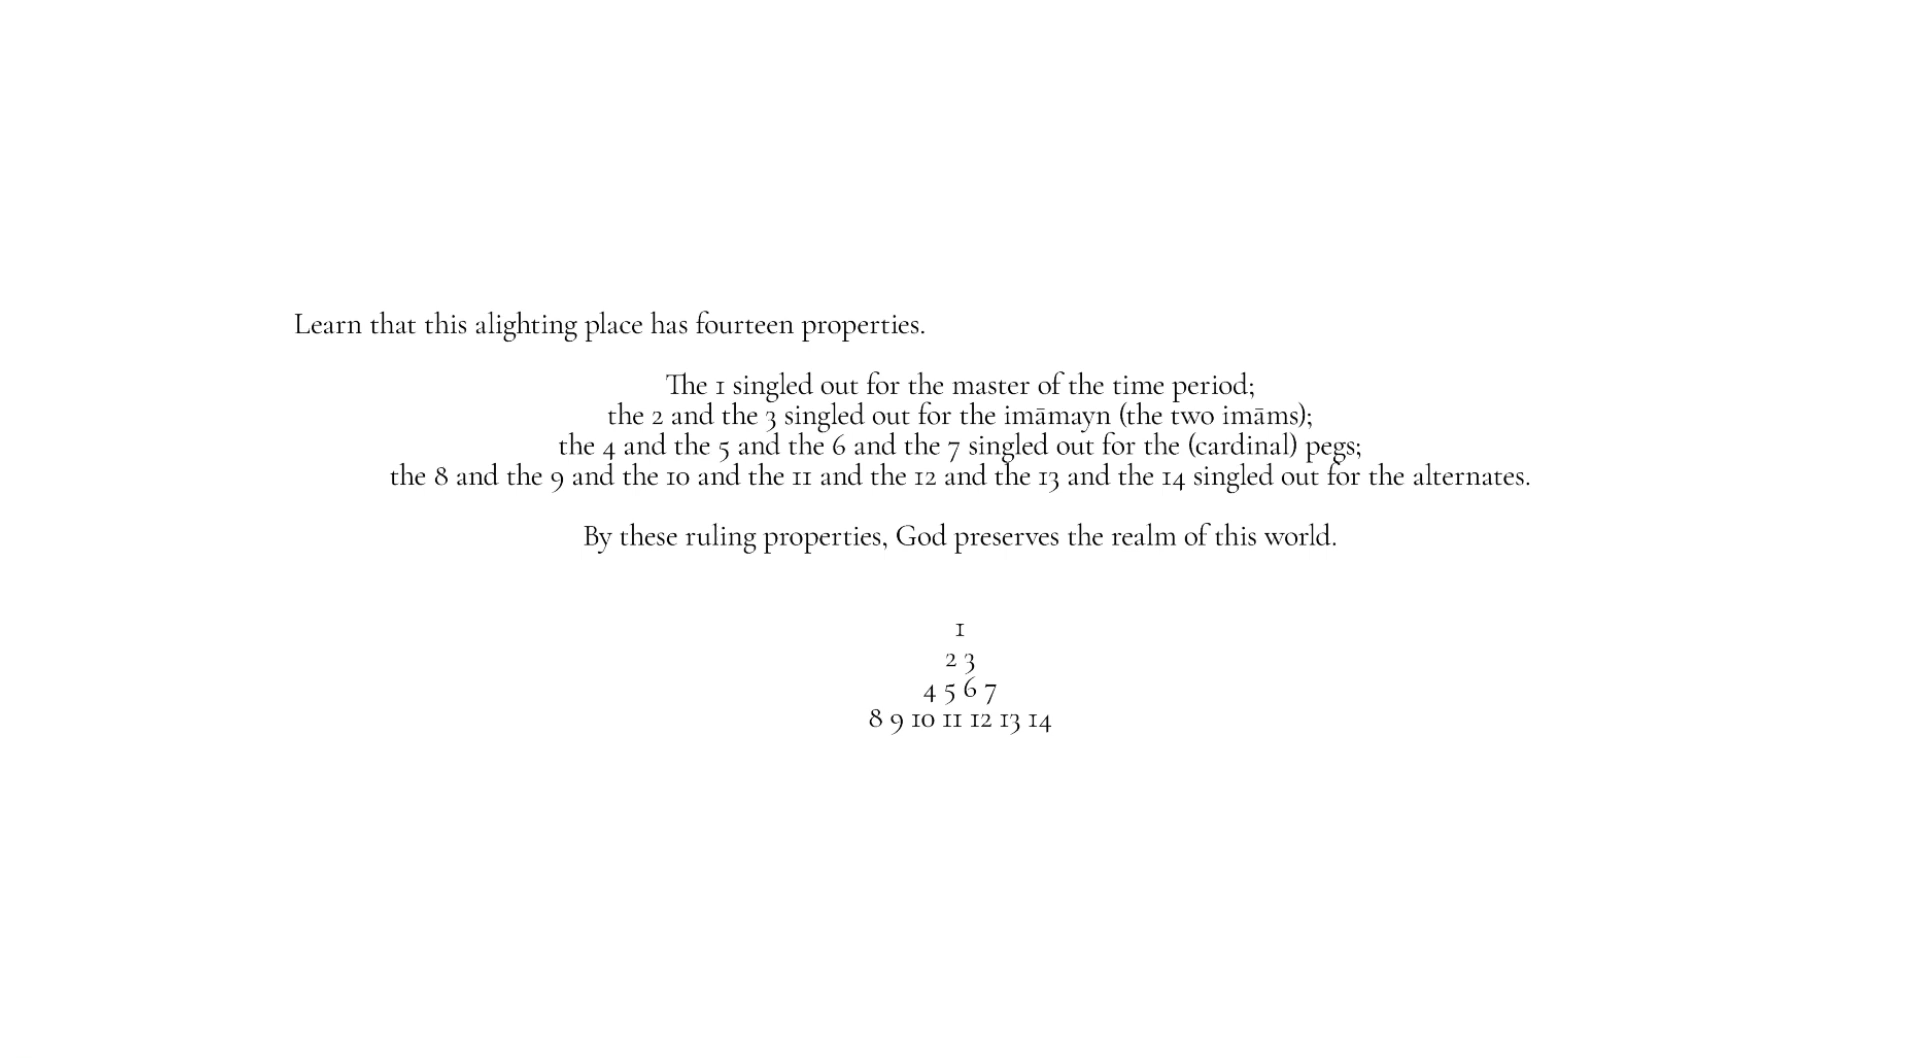 Learn that this alighting place has fourteen properties.
The 1 singled out for the master of the time period;
the 2 and the 3 singled out for the imāmayn (the two imāms);
the 4 and the 5 and the 6 and the 7 singled out for the (cardinal) pegs;
the 8 and the 9 and the 10 and the 11 and the 12 and the 13 and the 14 singled out for the alternates.
By these ruling properties, God preserves the realm of this world.
1
2 3
4 5 6 7
8 9 10 11 12 13 14